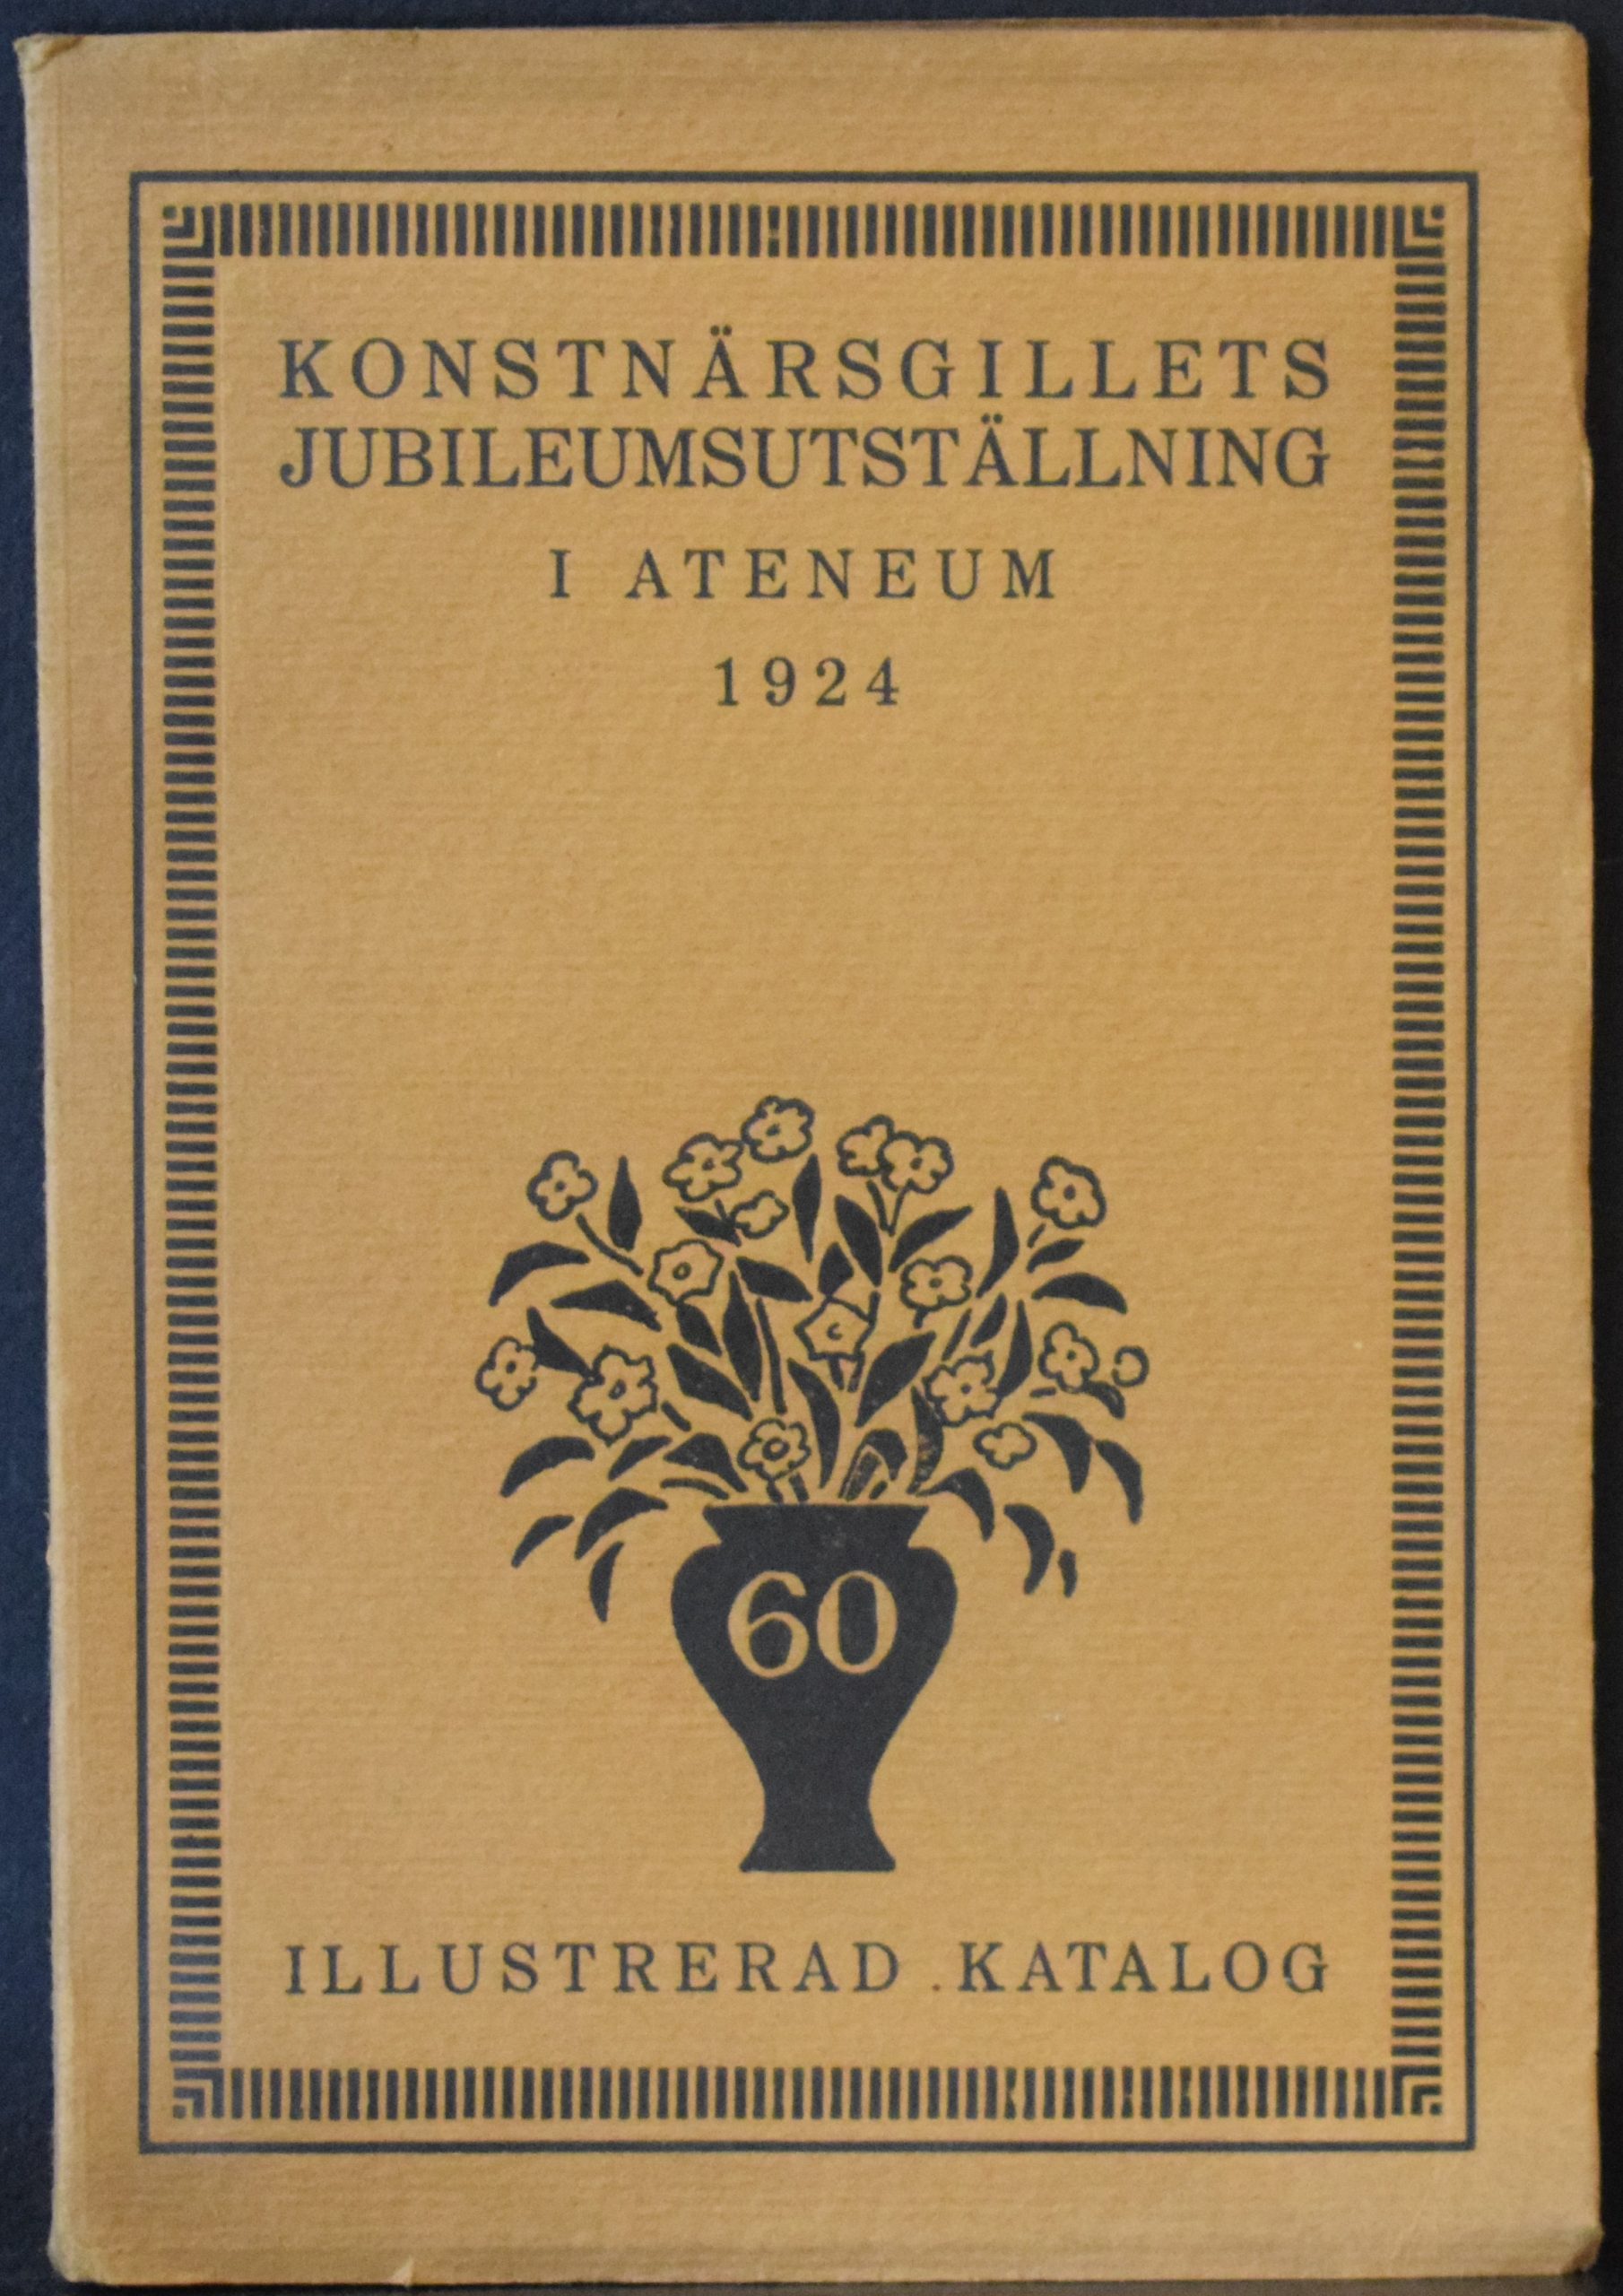 KONSTNÄRSGILLETS
JUBILEUMSUTSTÄLLNING
I ATENEUM
1924
60
ILLUSTRERAD KATALOG